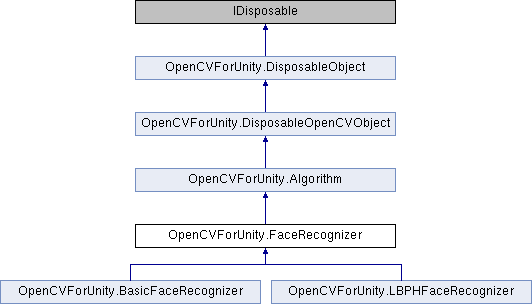 IDisposable
OpenCVForUnity.DisposableObject
OpenCVForUnity.DisposableOpenCVObject
OpenCVForUnity.Algorithm
OpenCVForUnity.FaceRecognizer
OpenCVForUnity.BasicFaceRecognizer
OpenCVForUnity.LBPHFaceRecognizer